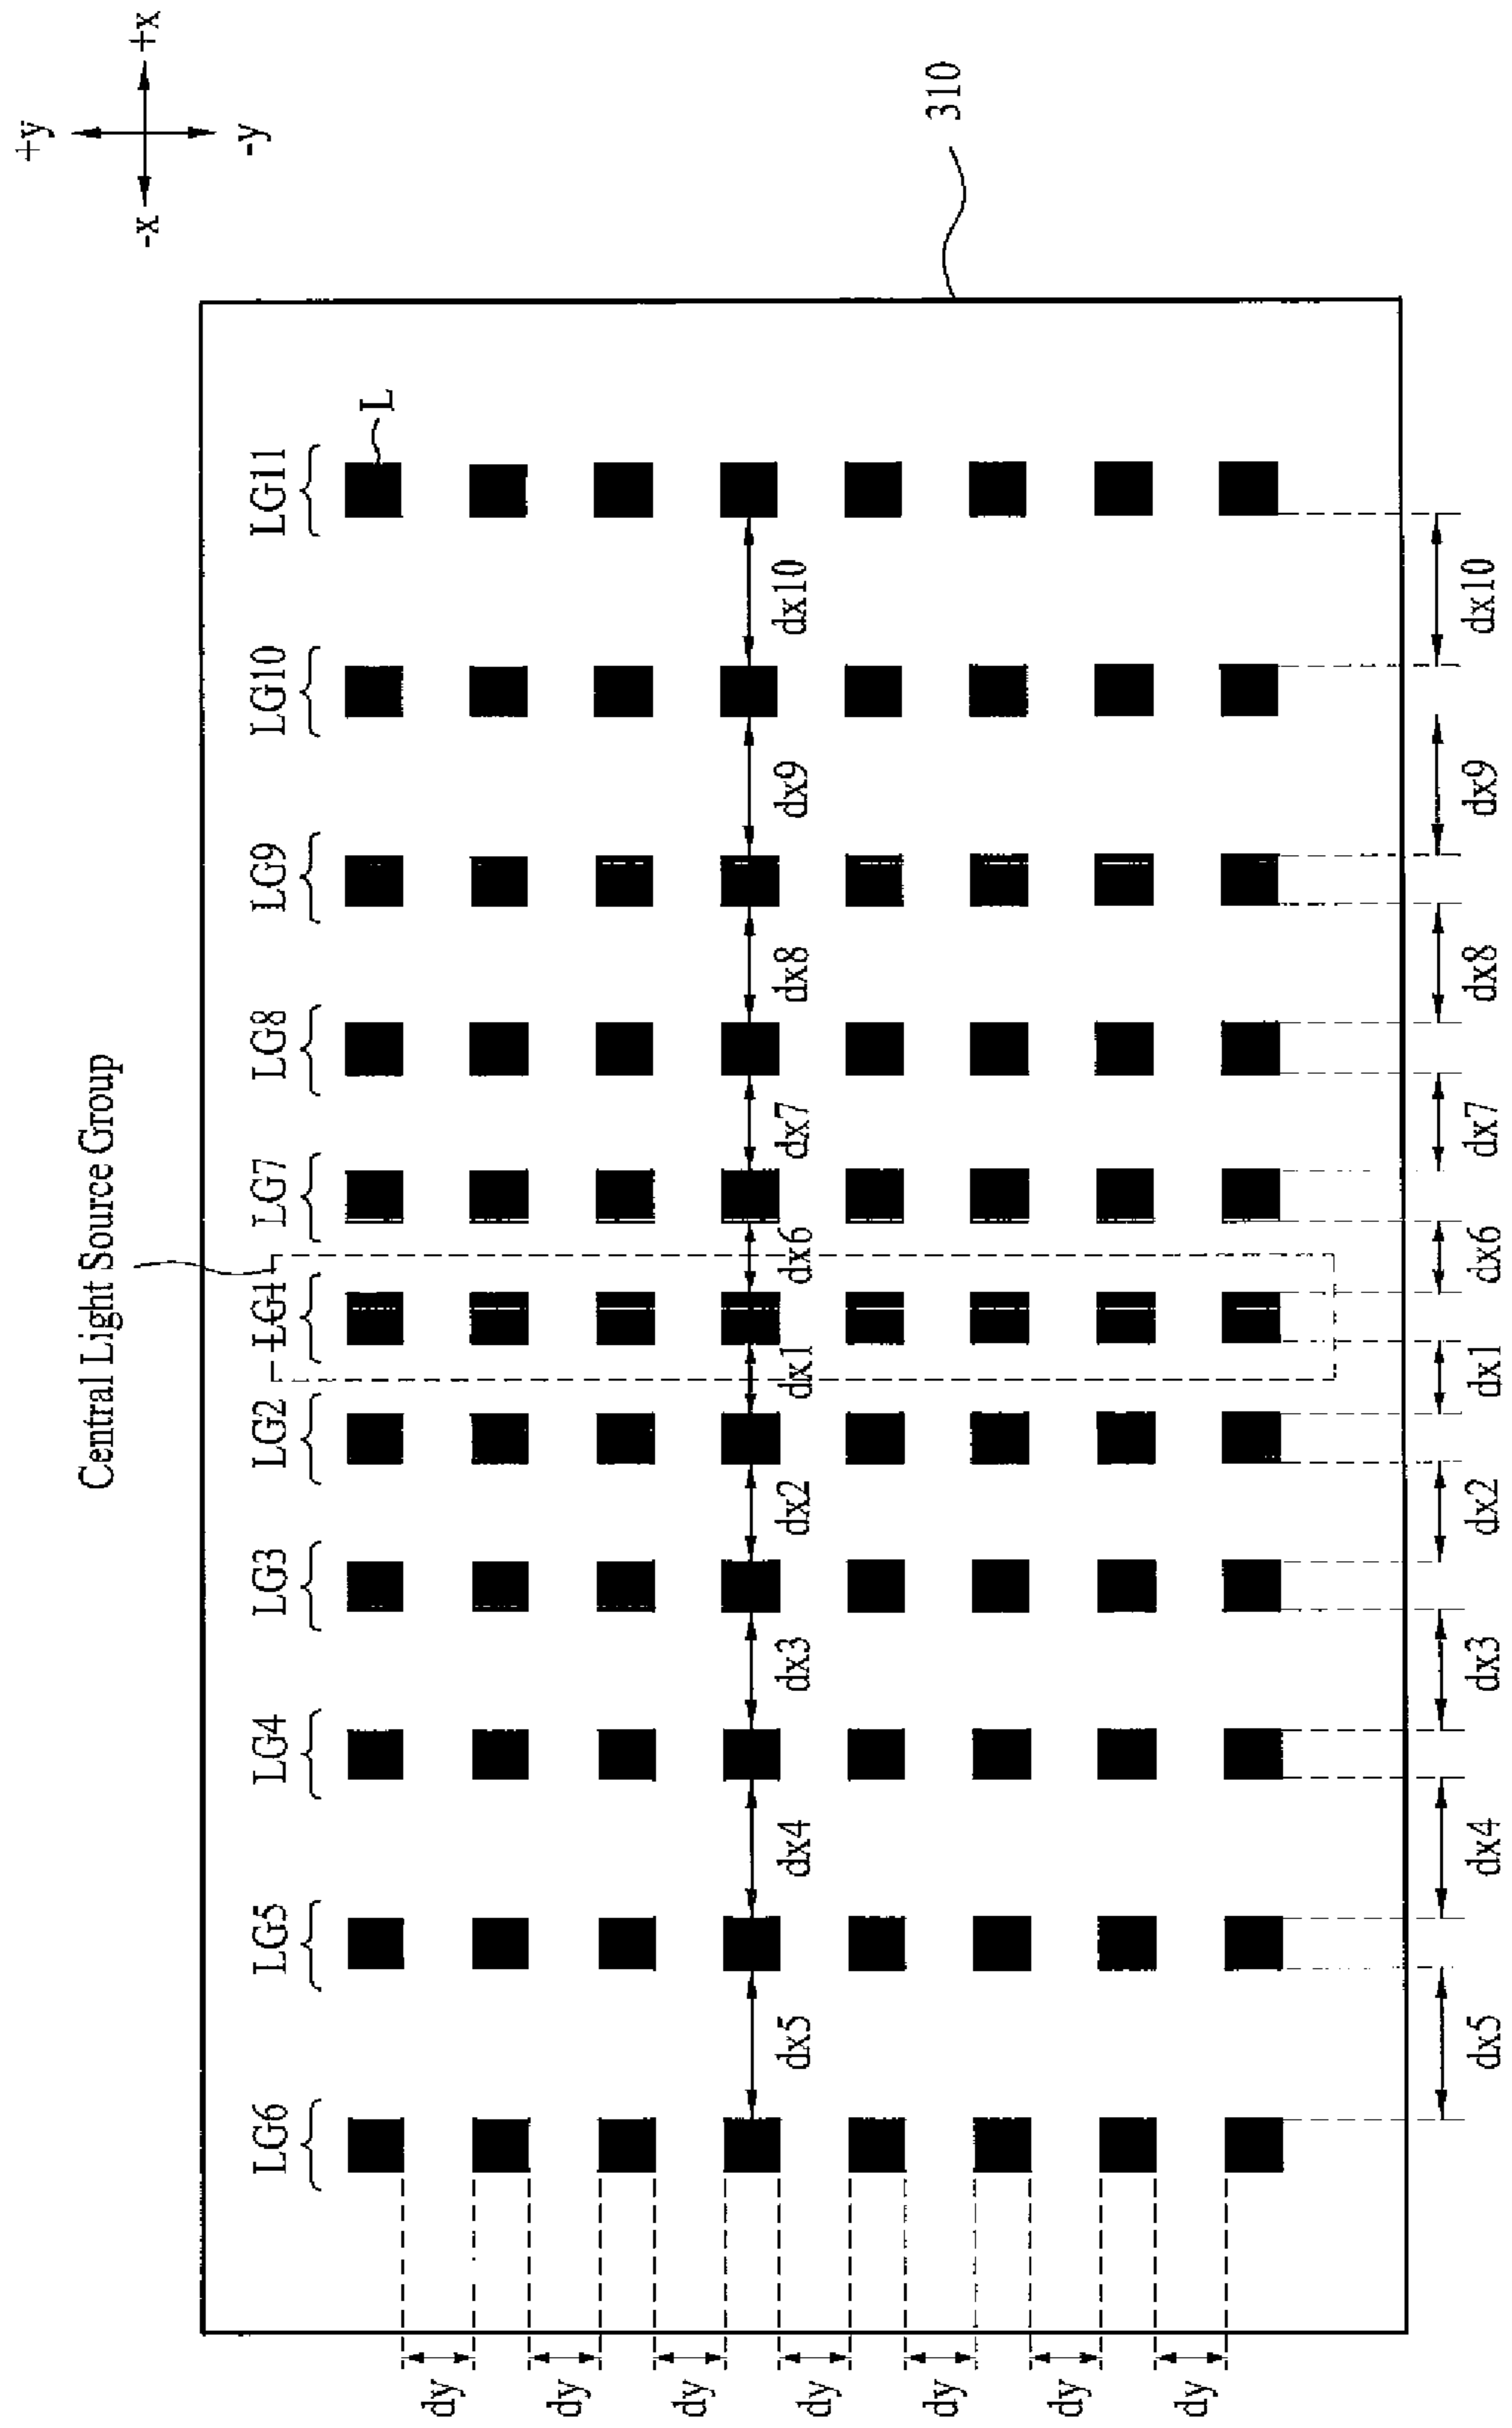 +y
-x
+x
-y
310
Central Light Source Group
LG6
LG5
LG4
LG3
LG2
LG1
LG7
LG8
LG9
LG10
LG11
L
dx5
dx4
dx3
dx2
dx1
dx6
dx7
dx8
dx9
dx10
dy
dy
dy
dy
dy
dy
dy
dx5
dx4
dx3
dx2
dx1
dx6
dx7
dx8
dx9
dx10